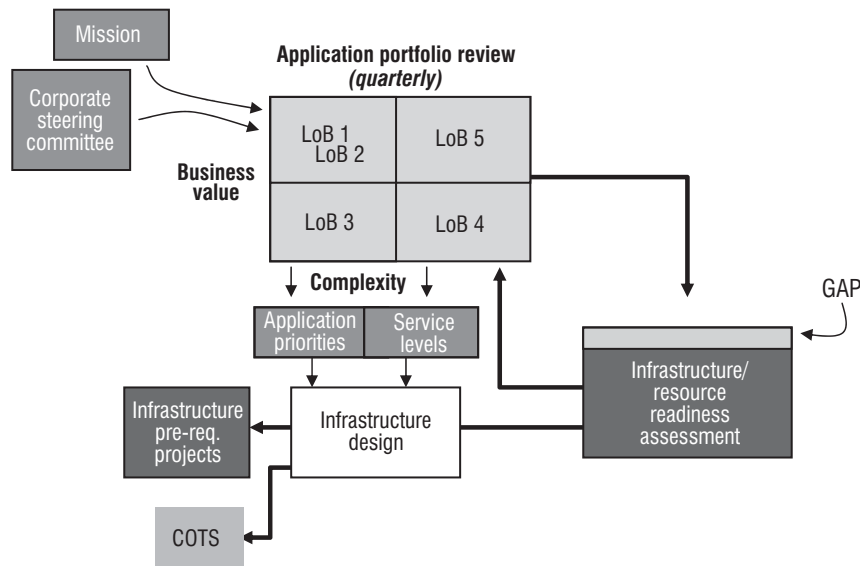 Mission
Corporate
steering
committee
Application portfolio review
(quarterly)
Business
value
LoB 1
LoB 2
LoB 5
LoB 3
LoB 4
Complexity
Application
priorities
Service
levels
GAP
Infrastructure/
resource
readiness
assessment
Infrastructure
pre-req.
projects
Infrastructure
design
COTS